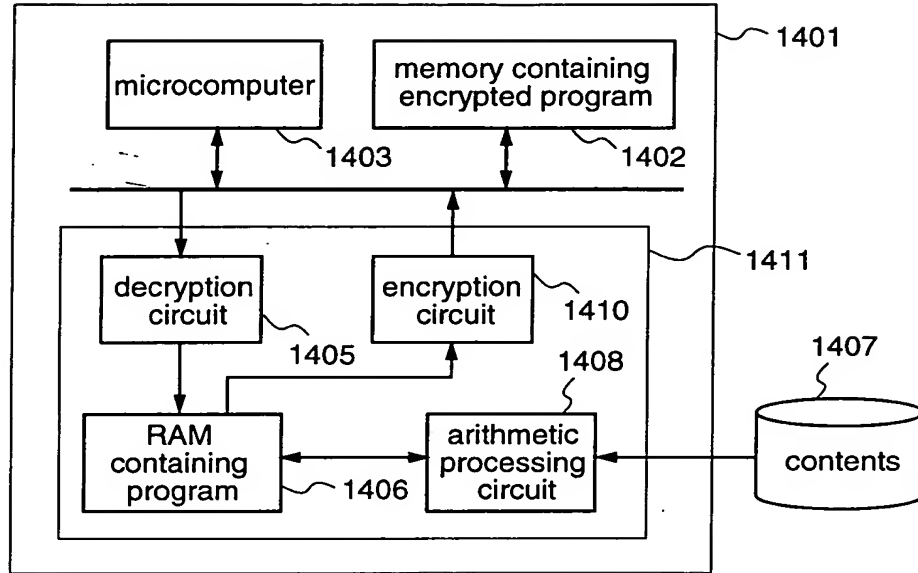 1401
microcomputer
memory containing
encrypted program
1403
1402
1411
decryption
circuit
encryption
circuit
1410
1405
1408
1407
RAM
containing
program
arithmetic
processing
circuit
contents
1406